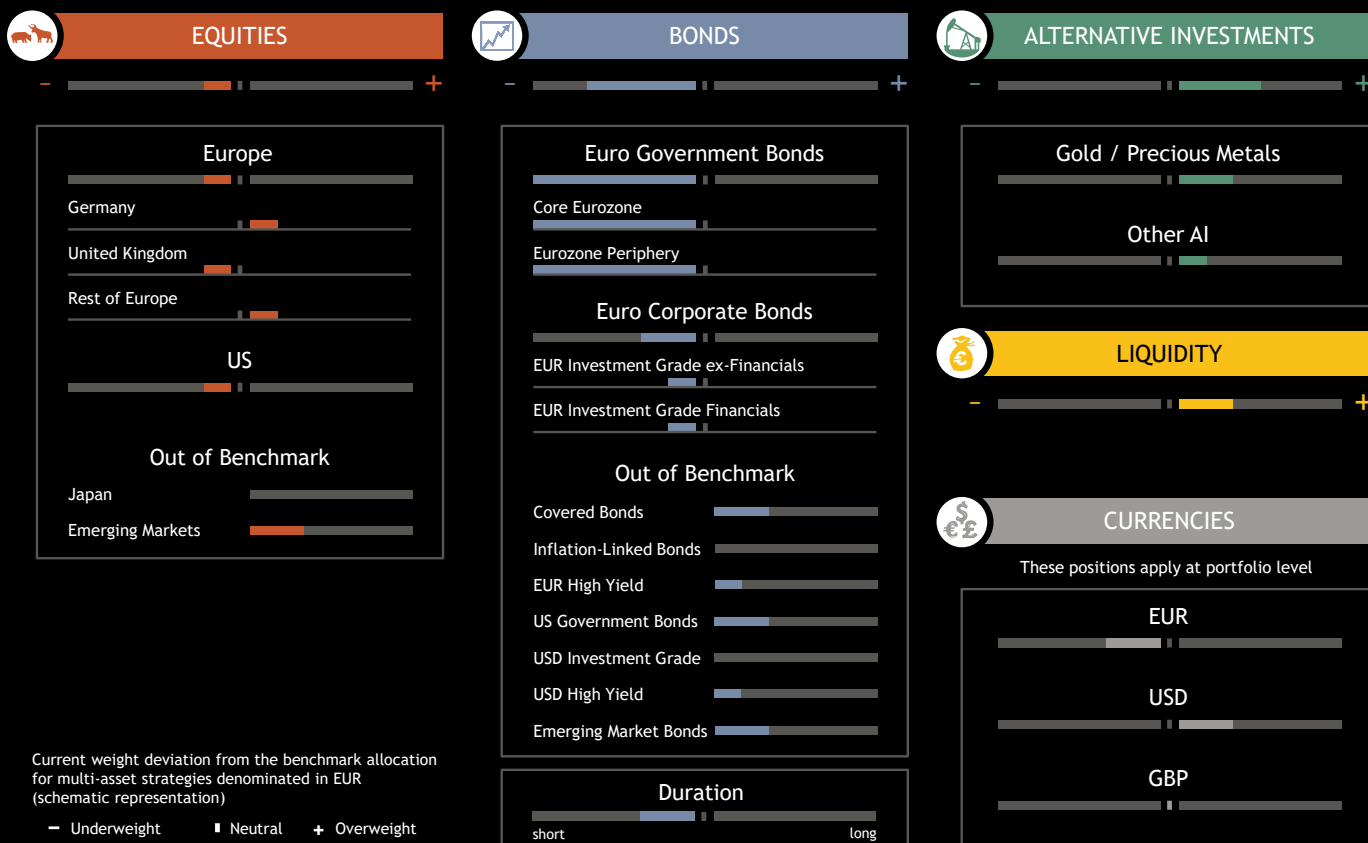 EQUITIES
− +
Europe
Germany
United Kingdom
Rest of Europe
US
Out of Benchmark
Japan
Emerging Markets
Current weight deviation from the benchmark allocation
for multi-asset strategies denominated in EUR
(schematic representation)
− Underweight Neutral + Overweight
BONDS
− +
Euro Government Bonds
Core Eurozone
Eurozone Periphery
Euro Corporate Bonds
EUR Investment Grade ex-Financials
EUR Investment Grade Financials
Out of Benchmark
Covered Bonds
Inflation-Linked Bonds
EUR High Yield
US Government Bonds
USD Investment Grade
USD High Yield
Emerging Market Bonds
Duration
short long
ALTERNATIVE INVESTMENTS
− +
Gold / Precious Metals
Other AI
€
LIQUIDITY
− +
$
€£
CURRENCIES
These positions apply at portfolio level
EUR
USD
GBP